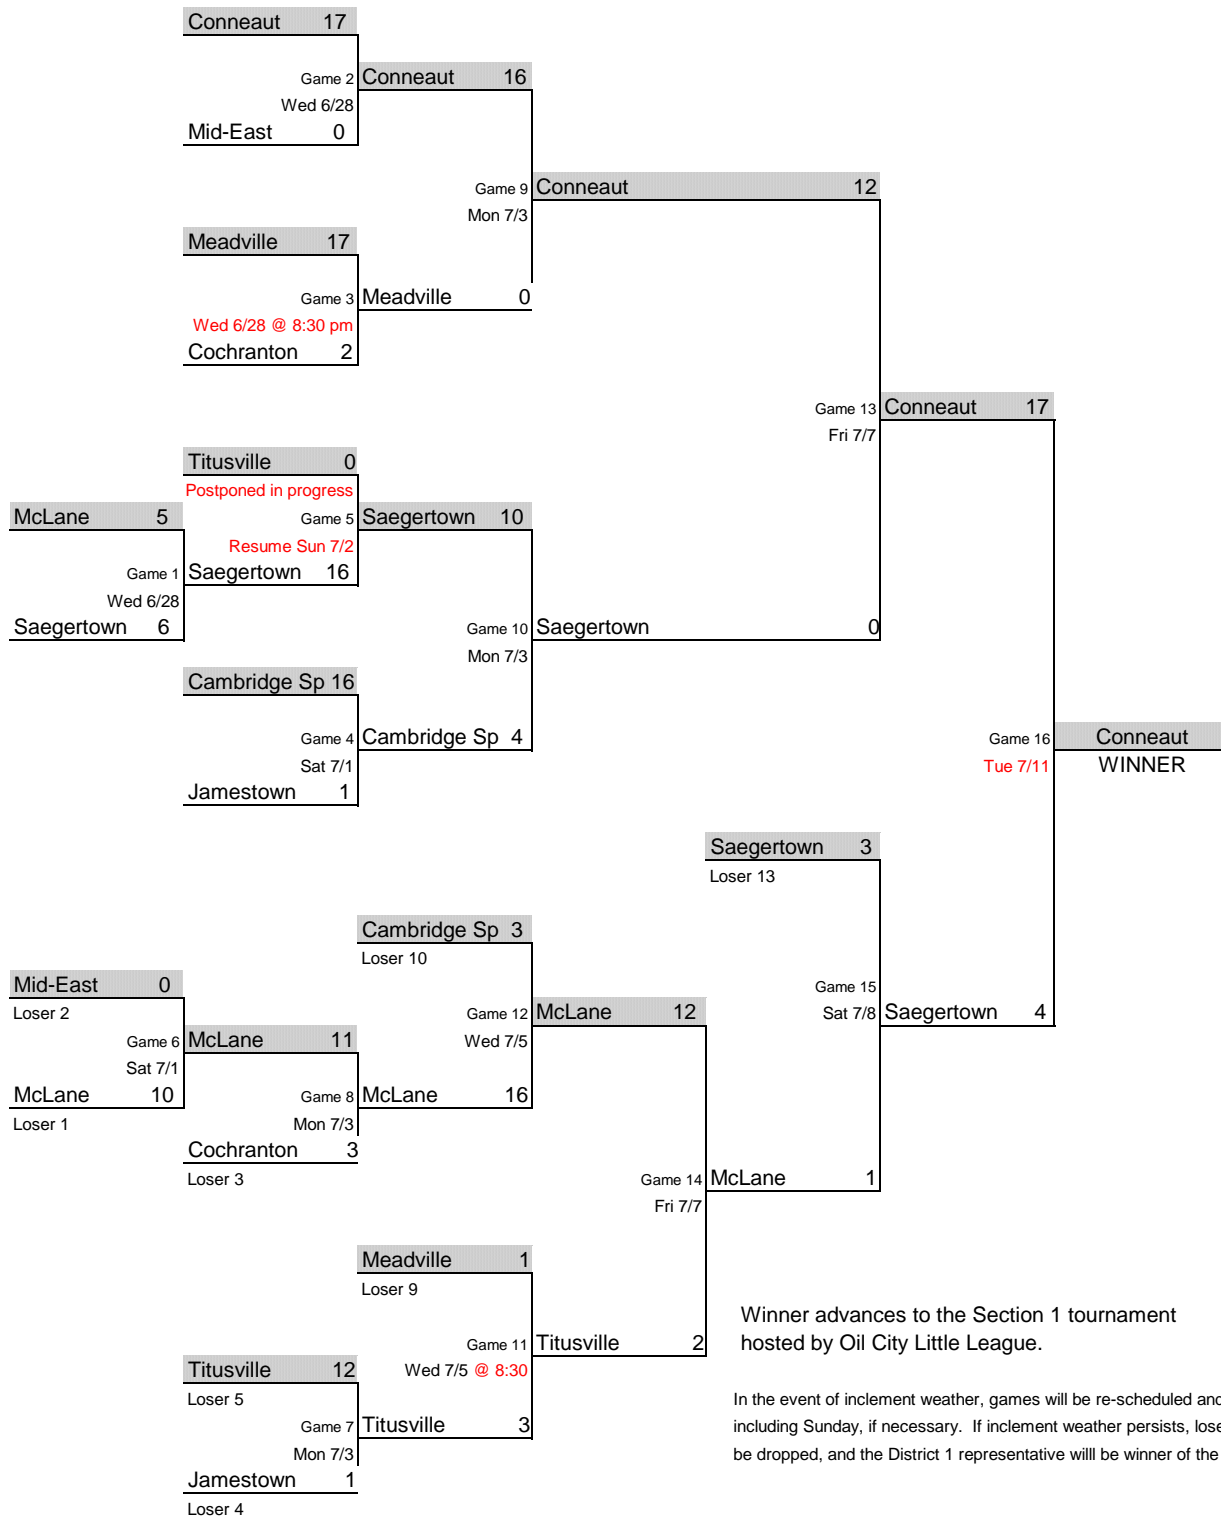 Conneaut 17
Game 2 Conneaut 16
Wed 6/28
Mid-East 0
Game 9 Conneaut 12
Mon 7/3
Meadville 17
Game 3 Meadville 0
Wed 6/28 @ 8:30 pm
Cochranton 2
Game 13 Conneaut 17
Fri 7/7
Titusville 0
Postponed in progress
McLane 5 Game 5 Saegertown 10
Resume Sun 7/2
Game 1 Saegertown 16
Wed 6/28
Saegertown 6 Game 10 Saegertown 0
Mon 7/3
Cambridge Sp 16
Game 4 Cambridge Sp 4 Game 16 Conneaut
Sat 7/1 Tue 7/11 WINNER
Jamestown 1
Saegertown 3
Loser 13
Cambridge Sp 3
Loser 10
Mid-East 0 Game 15
Loser 2 Game 12 McLane 12 Sat 7/8 Saegertown 4
Game 6 McLane 11 Wed 7/5
Sat 7/1
McLane 10 Game 8 McLane 16
Loser 1 Mon 7/3
Cochranton 3
Loser 3 Game 14 McLane 1
Fri 7/7
Meadville 1
Loser 9
Winner advances to the Section 1 tournament
Game 11 Titusville 2 hosted by Oil City Little League.
Titusville 12 Wed 7/5 @ 8:30
Loser 5 In the event of inclement weather, games will be re-scheduled and
Game 7 Titusville 3 including Sunday, if necessary. If inclement weather persists, lose
Mon 7/3 be dropped, and the District 1 representative willl be winner of the
Jamestown 1
Loser 4